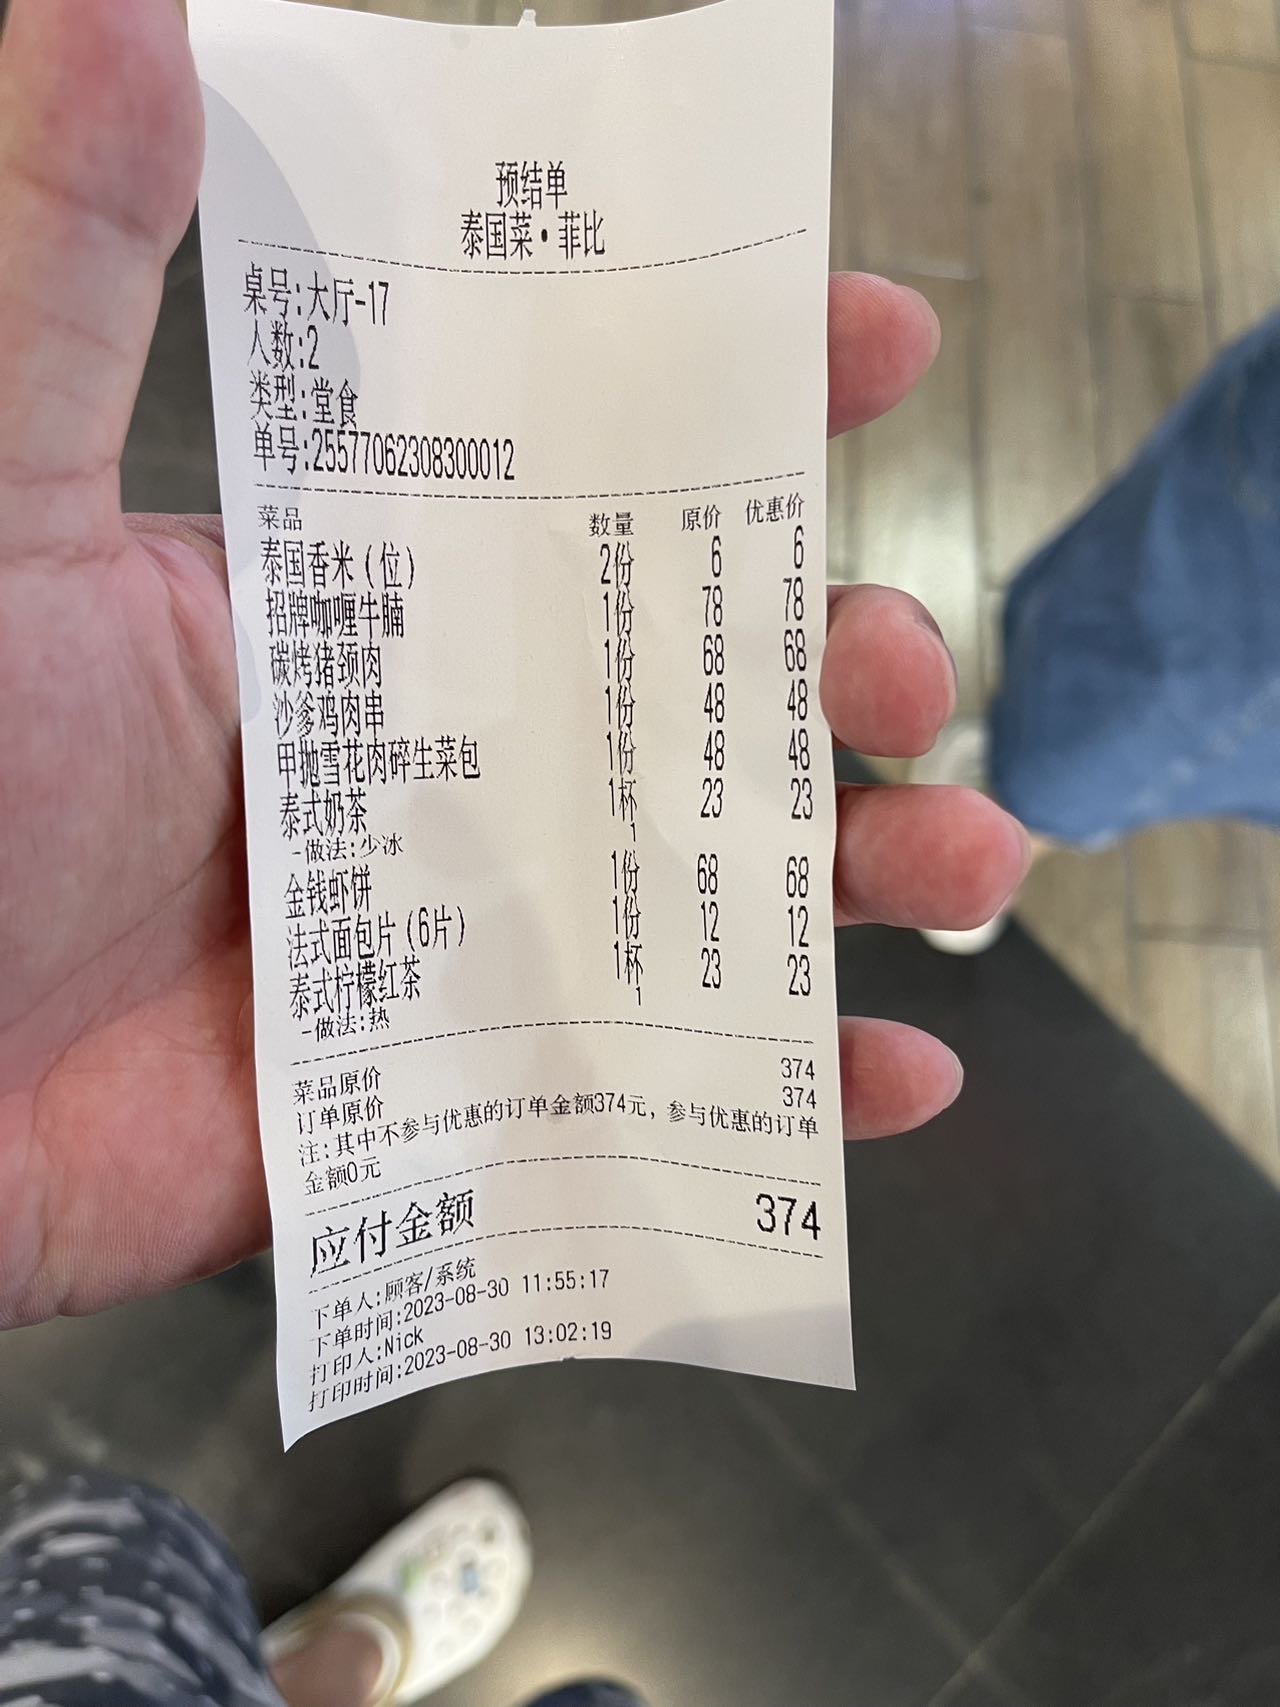 预结单
泰国菜·菲比
桌号:大厅-17
人数:2
类型:堂食
单号:25577062308300012
菜品 数量 原价 优惠价
泰国香米(位) 2份 6 6
招牌咖喱牛腩 1份 78 78
碳烤猪颈肉 1份 68 68
沙爹鸡肉串 1份 48 48
甲抛雪花肉碎生菜包 1份 48 48
泰式奶茶 1杯 23 23
-做法:少冰 1
金钱虾饼 1份 68 68
法式面包片(6片) 1份 12 12
泰式柠檬红茶 1杯 23 23
-做法:热 1
菜品原价 374
订单原价 374
注:其中不参与优惠的订单金额374元，参与优惠的订单
金额0元
应付金额 374
下单人:顾客/系统
下单时间:2023-08-30 11:55:17
打印人:Nick
打印时间:2023-08-30 13:02:19